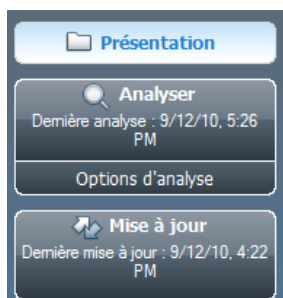 Présentation
Analyser
Dernière analyse : 9/12/10, 5:26
PM
Options d'analyse
Mise à jour
Dernière mise à jour : 9/12/10, 4:22
PM